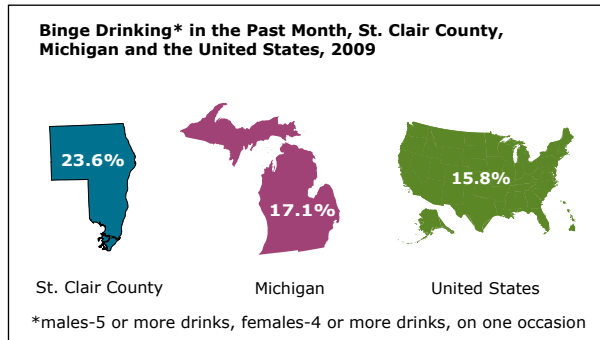 Binge Drinking* in the Past Month, St. Clair County,
Michigan and the United States, 2009
23.6%
17.1%
15.8%
St. Clair County
Michigan
United States
*males-5 or more drinks, females-4 or more drinks, on one occasion